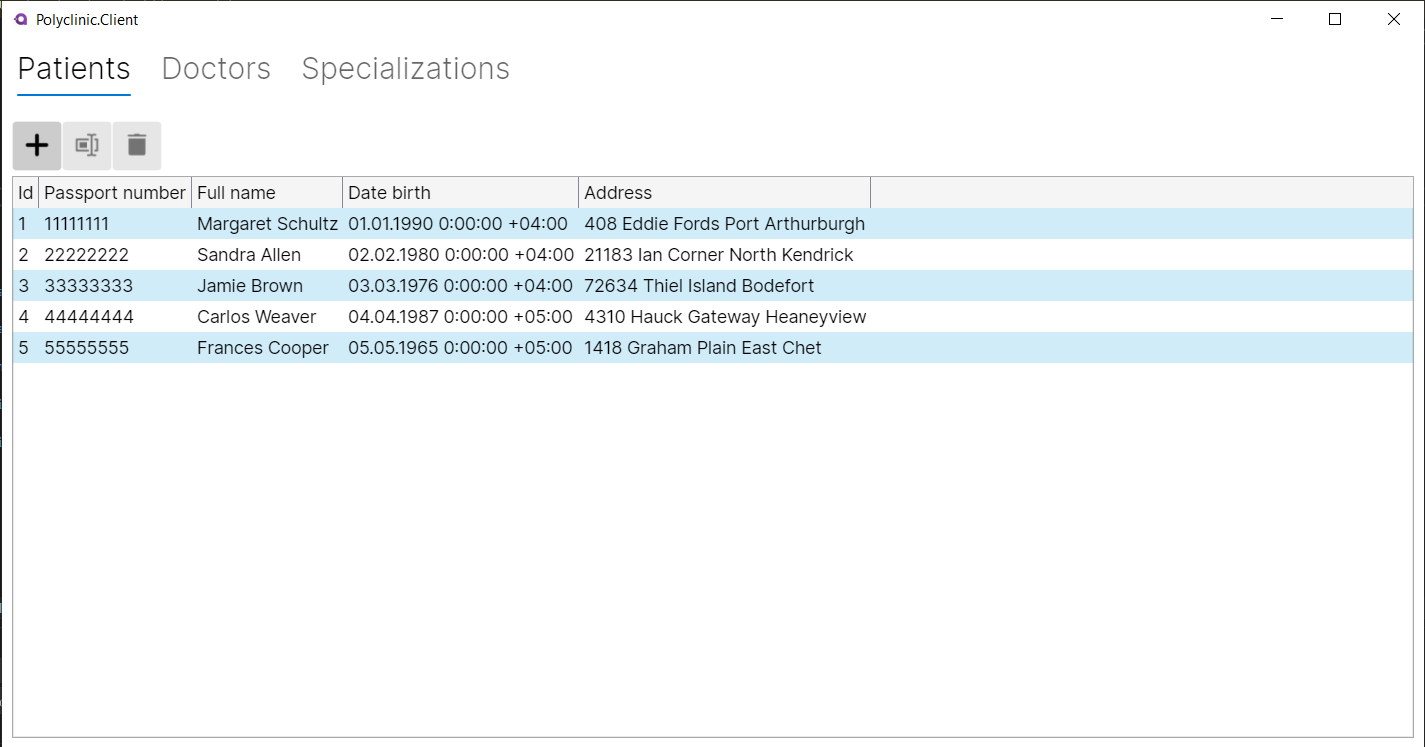 Polyclinic.Client
Patients Doctors Specializations
Id Passport number Full name Date birth Address
1 11111111 Margaret Schultz 01.01.1990 0:00:00 +04:00 408 Eddie Fords Port Arthurburgh
2 22222222 Sandra Allen 02.02.1980 0:00:00 +04:00 21183 Ian Corner North Kendrick
3 33333333 Jamie Brown 03.03.1976 0:00:00 +04:00 72634 Thiel Island Bodefort
4 44444444 Carlos Weaver 04.04.1987 0:00:00 +05:00 4310 Hauck Gateway Heaneyview
5 55555555 Frances Cooper 05.05.1965 0:00:00 +05:00 1418 Graham Plain East Chet